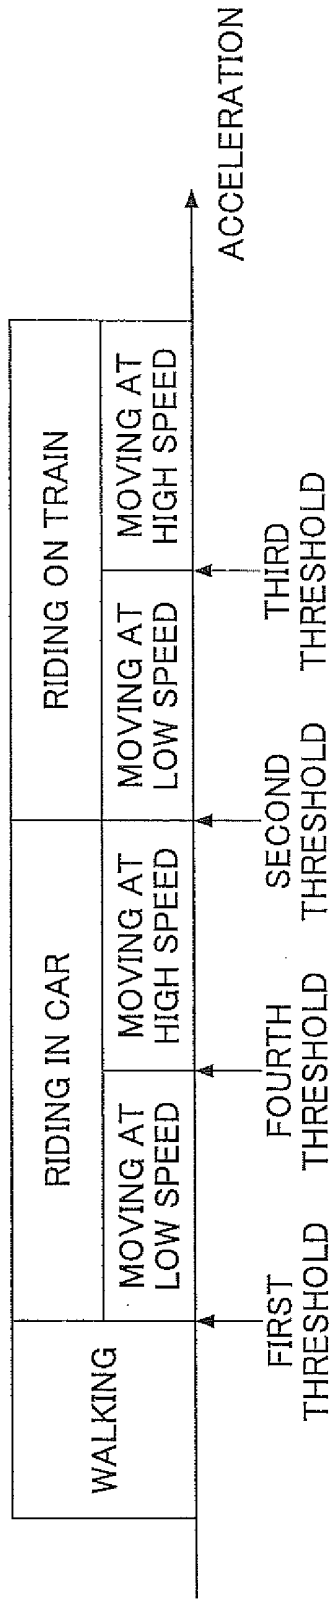 WALKING
RIDING IN CAR
RIDING ON TRAIN
MOVING AT
LOW SPEED
MOVING AT
HIGH SPEED
MOVING AT
LOW SPEED
MOVING AT
HIGH SPEED
ACCELERATION
FIRST
THRESHOLD
FOURTH
THRESHOLD
SECOND
THRESHOLD
THIRD
THRESHOLD